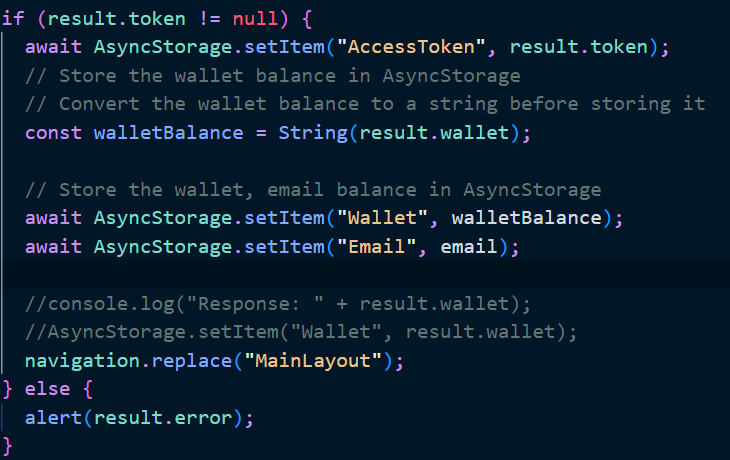 if (result.token != null) {
  await AsyncStorage.setItem("AccessToken", result.token);
  // Store the wallet balance in AsyncStorage
  // Convert the wallet balance to a string before storing it
  const walletBalance = String(result.wallet);

  // Store the wallet, email balance in AsyncStorage
  await AsyncStorage.setItem("Wallet", walletBalance);
  await AsyncStorage.setItem("Email", email);

  //console.log("Response: " + result.wallet);
  //AsyncStorage.setItem("Wallet", result.wallet);
  navigation.replace("MainLayout");
} else {
  alert(result.error);
}